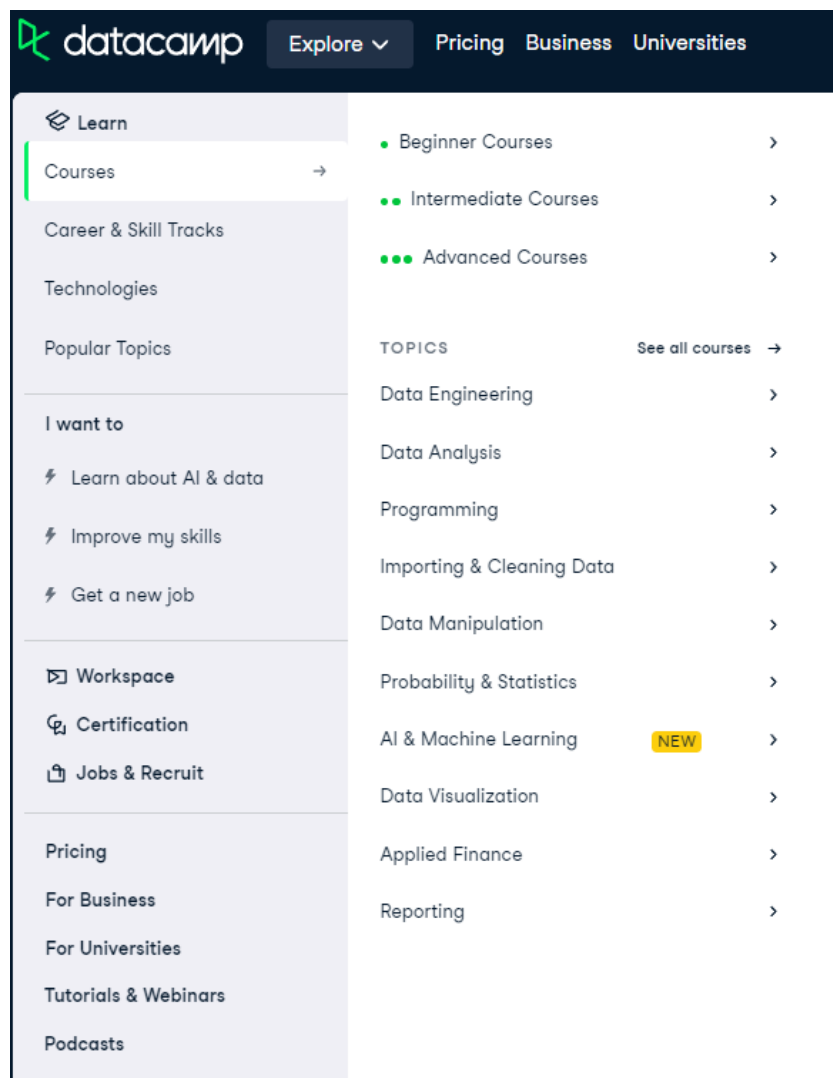 datacamp Explore Pricing Business Universities
Learn
Courses
Career & Skill Tracks
Technologies
Popular Topics
I want to
Learn about AI & data
Improve my skills
Get a new job
Workspace
Certification
Jobs & Recruit
Pricing
For Business
For Universities
Tutorials & Webinars
Podcasts
Beginner Courses
Intermediate Courses
Advanced Courses
TOPICS See all courses
Data Engineering
Data Analysis
Programming
Importing & Cleaning Data
Data Manipulation
Probability & Statistics
AI & Machine Learning NEW
Data Visualization
Applied Finance
Reporting